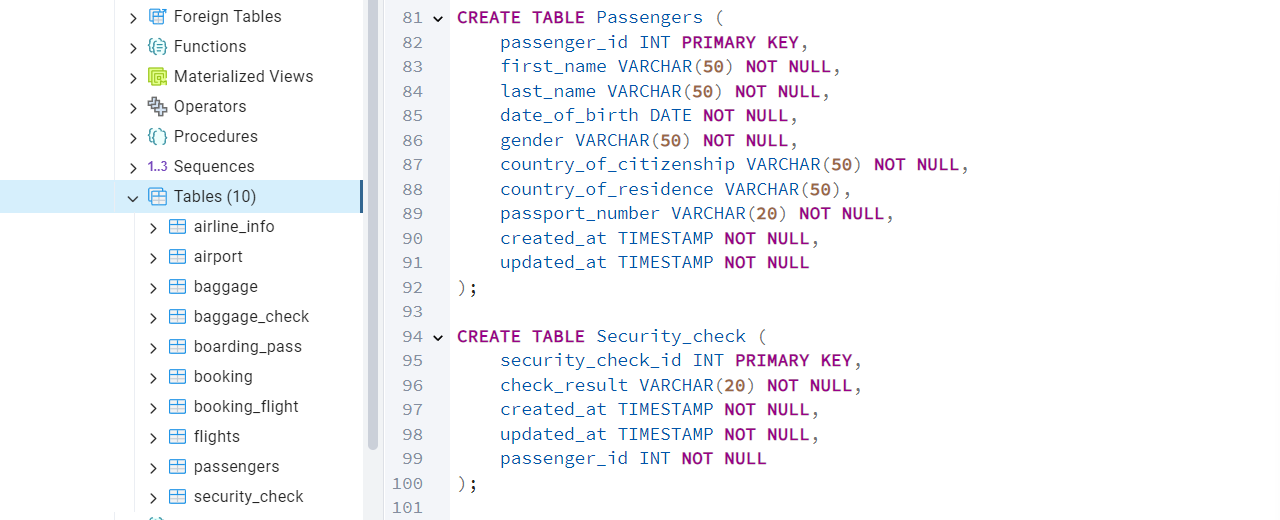 Foreign Tables
Functions
Materialized Views
Operators
Procedures
1..3 Sequences
Tables (10)
airline_info
airport
baggage
baggage_check
boarding_pass
booking
booking_flight
flights
passengers
security_check
81 CREATE TABLE Passengers (
82 passenger_id INT PRIMARY KEY,
83 first_name VARCHAR(50) NOT NULL,
84 last_name VARCHAR(50) NOT NULL,
85 date_of_birth DATE NOT NULL,
86 gender VARCHAR(50) NOT NULL,
87 country_of_citizenship VARCHAR(50) NOT NULL,
88 country_of_residence VARCHAR(50),
89 passport_number VARCHAR(20) NOT NULL,
90 created_at TIMESTAMP NOT NULL,
91 updated_at TIMESTAMP NOT NULL
92 );
93
94 CREATE TABLE Security_check (
95 security_check_id INT PRIMARY KEY,
96 check_result VARCHAR(20) NOT NULL,
97 created_at TIMESTAMP NOT NULL,
98 updated_at TIMESTAMP NOT NULL,
99 passenger_id INT NOT NULL
100 );
101